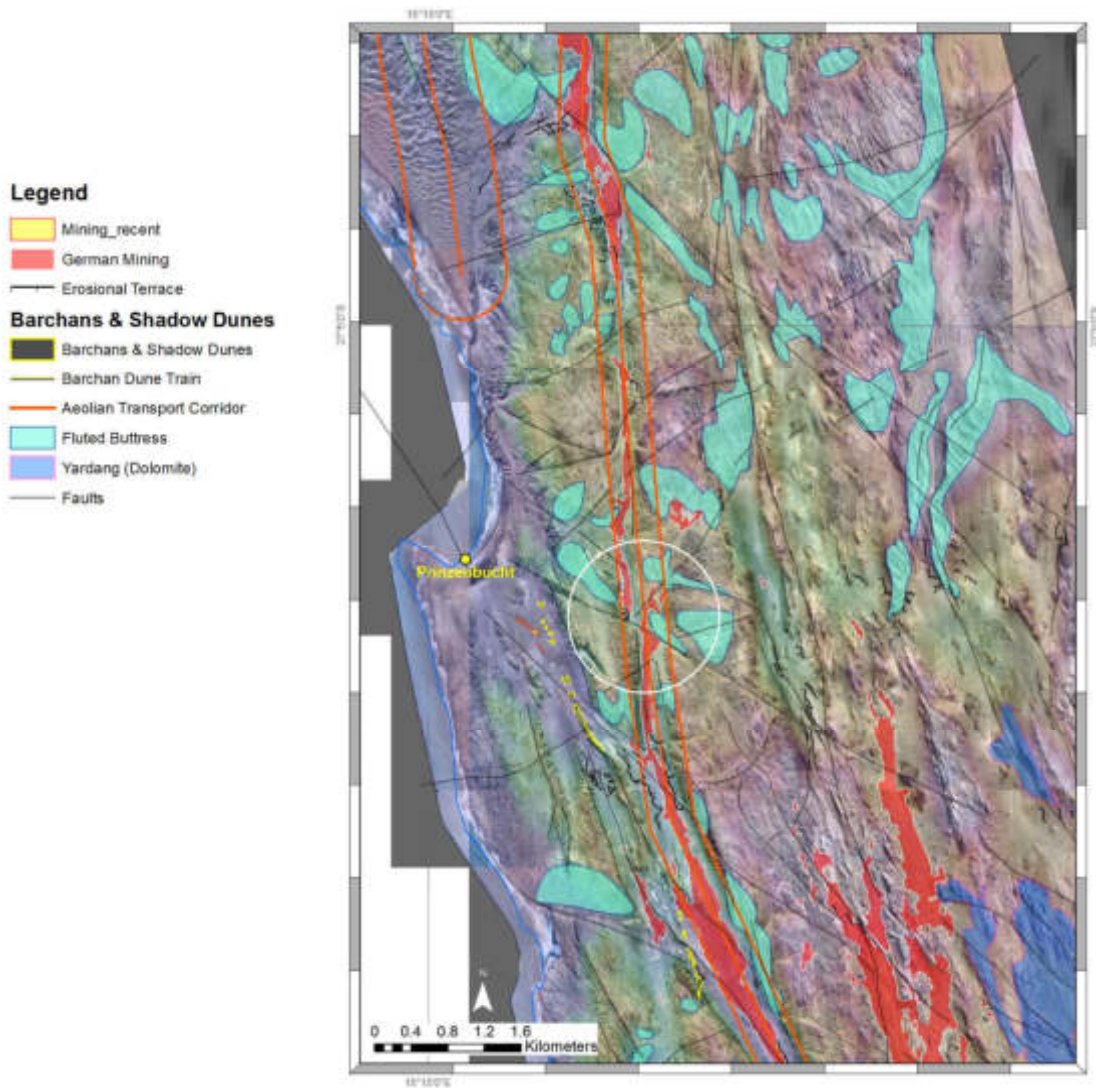 Legend
Mining_recent
German Mining
Erosional Terrace
Barchans & Shadow Dunes
Barchans & Shadow Dunes
Barchan Dune Train
Aeolian Transport Corridor
Fluted Buttress
Yardang (Dolomite)
Faults
Prinzenbucht
N
0 0.4 0.8 1.2 1.6
Kilometers